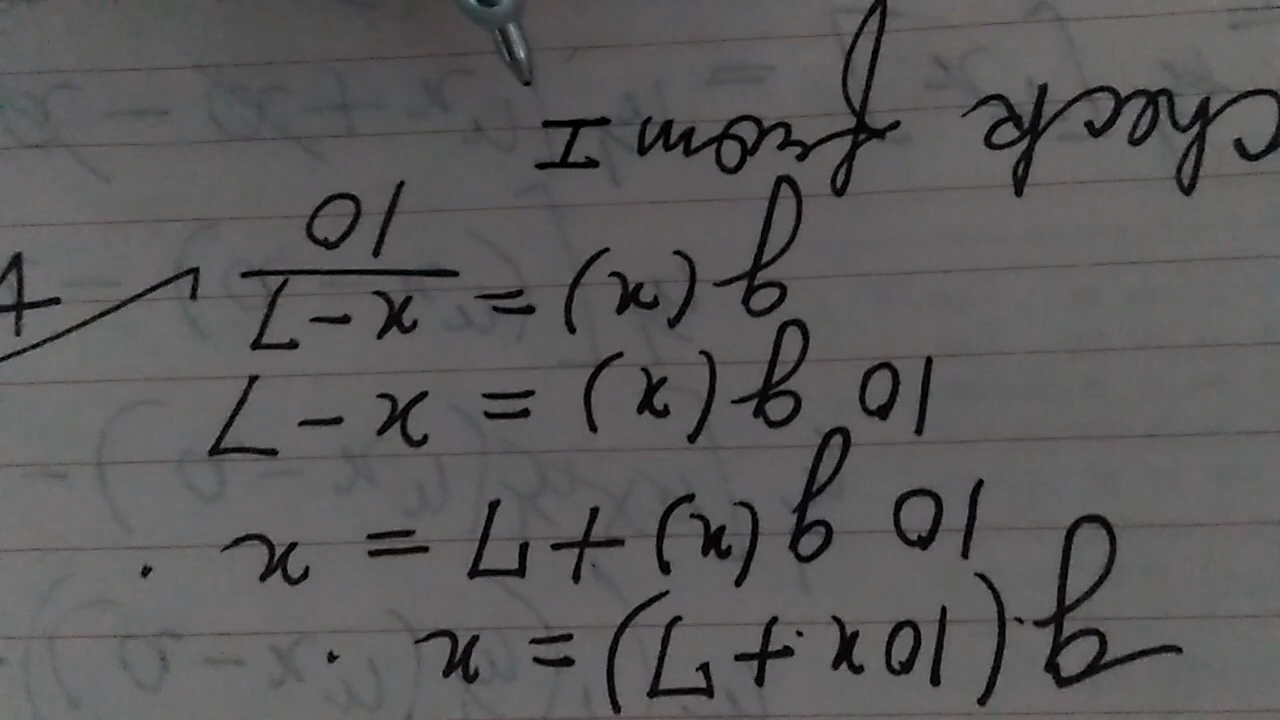 g(10x+7) = x.
10 g(x)+7 = x.
10 g(x) = x-7
g(x) = x-7/10
Check from I